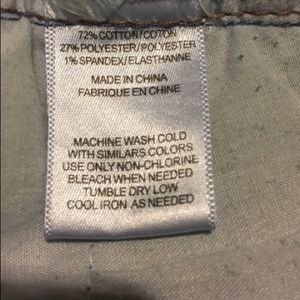 72% COTTON/COTON
27% POLYESTER/POLYESTER
1% SPANDEX/ELASTHANNE
MADE IN CHINA
FABRIQUE EN CHINE
MACHINE WASH COLD
WITH SIMILARS COLORS
USE ONLY NON-CHLORINE
BLEACH WHEN NEEDED
TUMBLE DRY LOW
COOL IRON AS NEEDED